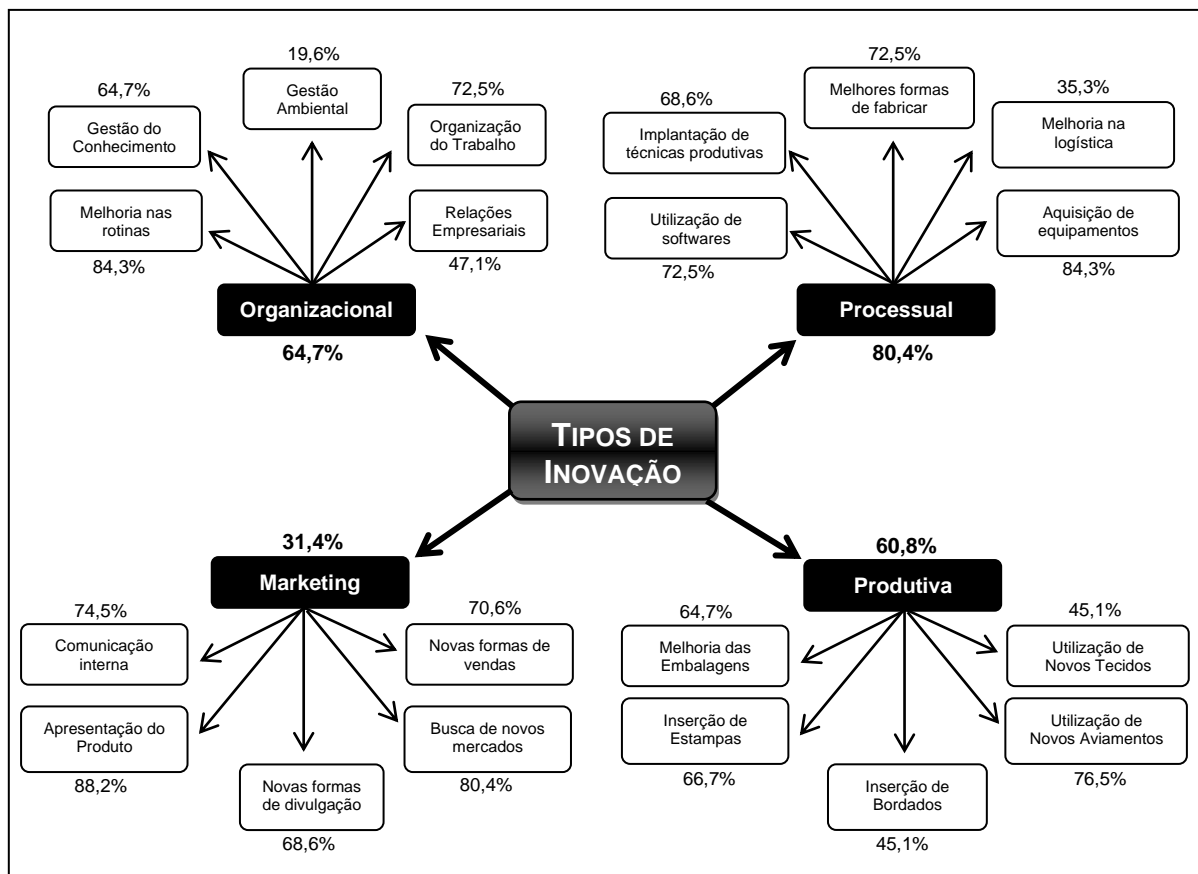 19,6%
Gestão
Ambiental
64,7%
Gestão do
Conhecimento
72,5%
Organização
do Trabalho
Melhoria nas
rotinas
84,3%
Relações
Empresariais
47,1%
Organizacional
64,7%
72,5%
Melhores formas
de fabricar
68,6%
Implantação de
técnicas produtivas
35,3%
Melhoria na
logística
Utilização de
softwares
72,5%
Aquisição de
equipamentos
84,3%
Processual
80,4%
TIPOS DE
INOVAÇÃO
31,4%
Marketing
74,5%
Comunicação
interna
70,6%
Novas formas de
vendas
Apresentação do
Produto
88,2%
Busca de novos
mercados
80,4%
Novas formas
de divulgação
68,6%
60,8%
Produtiva
64,7%
Melhoria das
Embalagens
45,1%
Utilização de
Novos Tecidos
Inserção de
Estampas
66,7%
Utilização de
Novos Aviamentos
76,5%
Inserção de
Bordados
45,1%